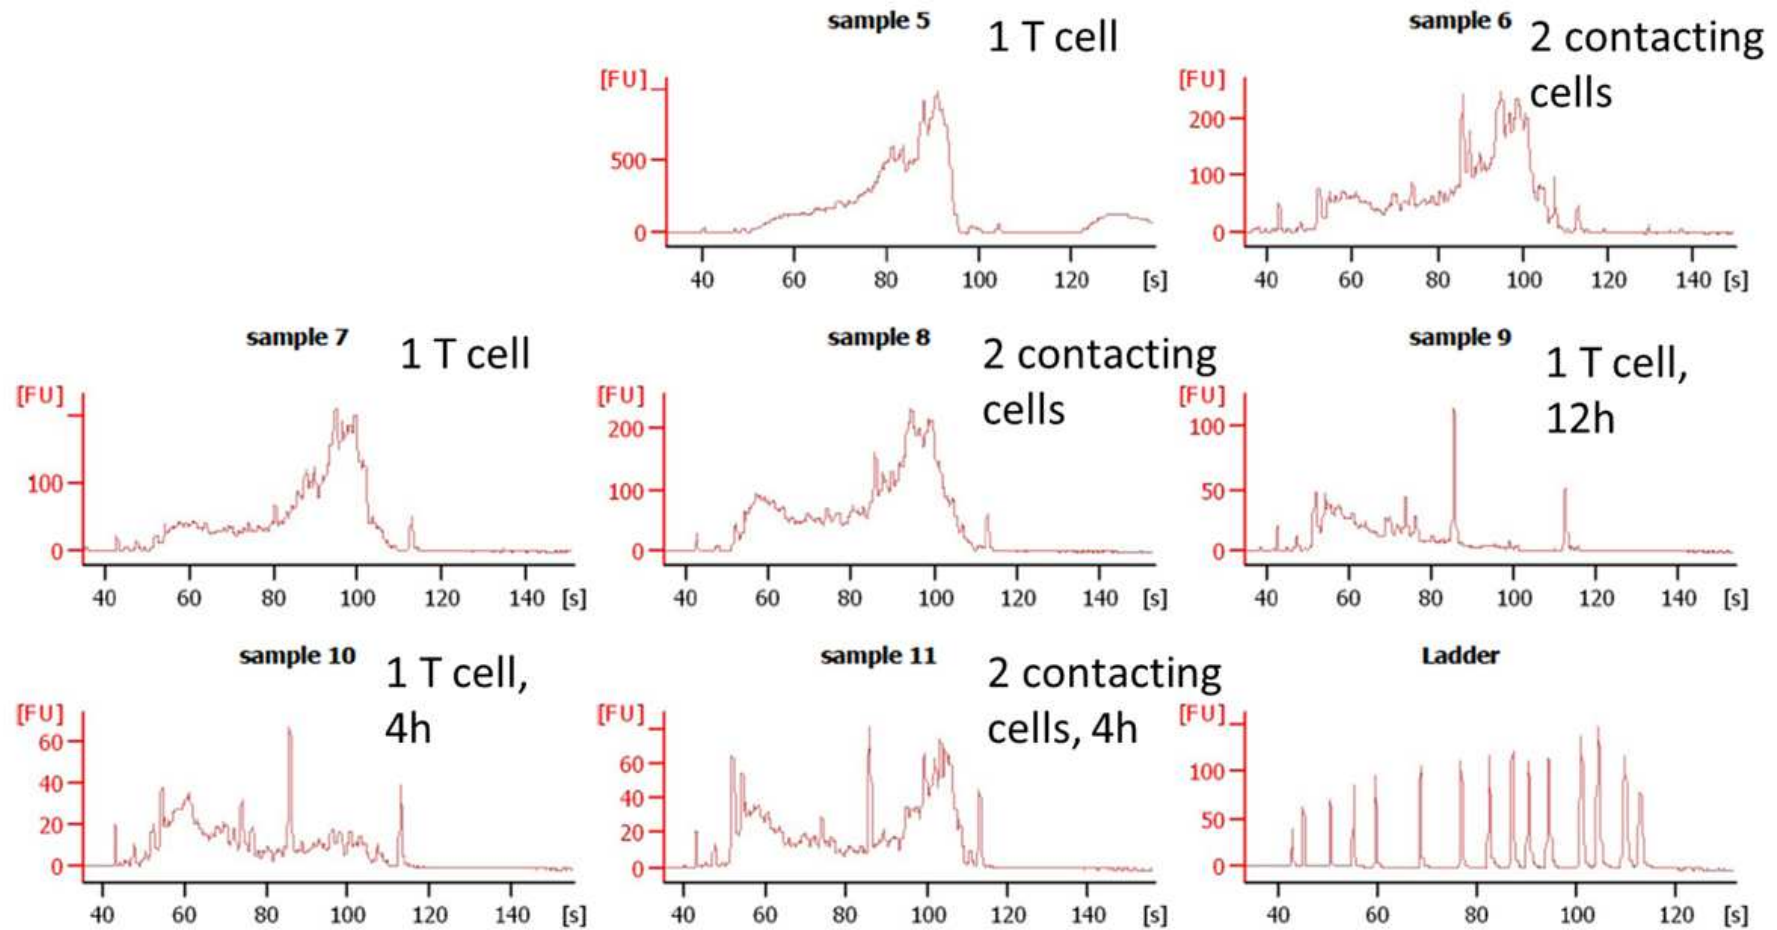 sample 5
1 T cell
[FU]
500
0
40 60 80 100 120 [s]
sample 6
2 contacting
cells
[FU]
200
100
0
40 60 80 100 120 140 [s]
sample 7
1 T cell
[FU]
100
0
40 60 80 100 120 140 [s]
sample 8
2 contacting
cells
[FU]
200
100
0
40 60 80 100 120 140 [s]
sample 9
1 T cell,
12h
[FU]
100
50
0
40 60 80 100 120 140 [s]
sample 10
1 T cell,
4h
[FU]
60
40
20
0
40 60 80 100 120 140 [s]
sample 11
2 contacting
cells, 4h
[FU]
60
40
20
0
40 60 80 100 120 140 [s]
Ladder
[FU]
100
50
0
40 60 80 100 120 [s]